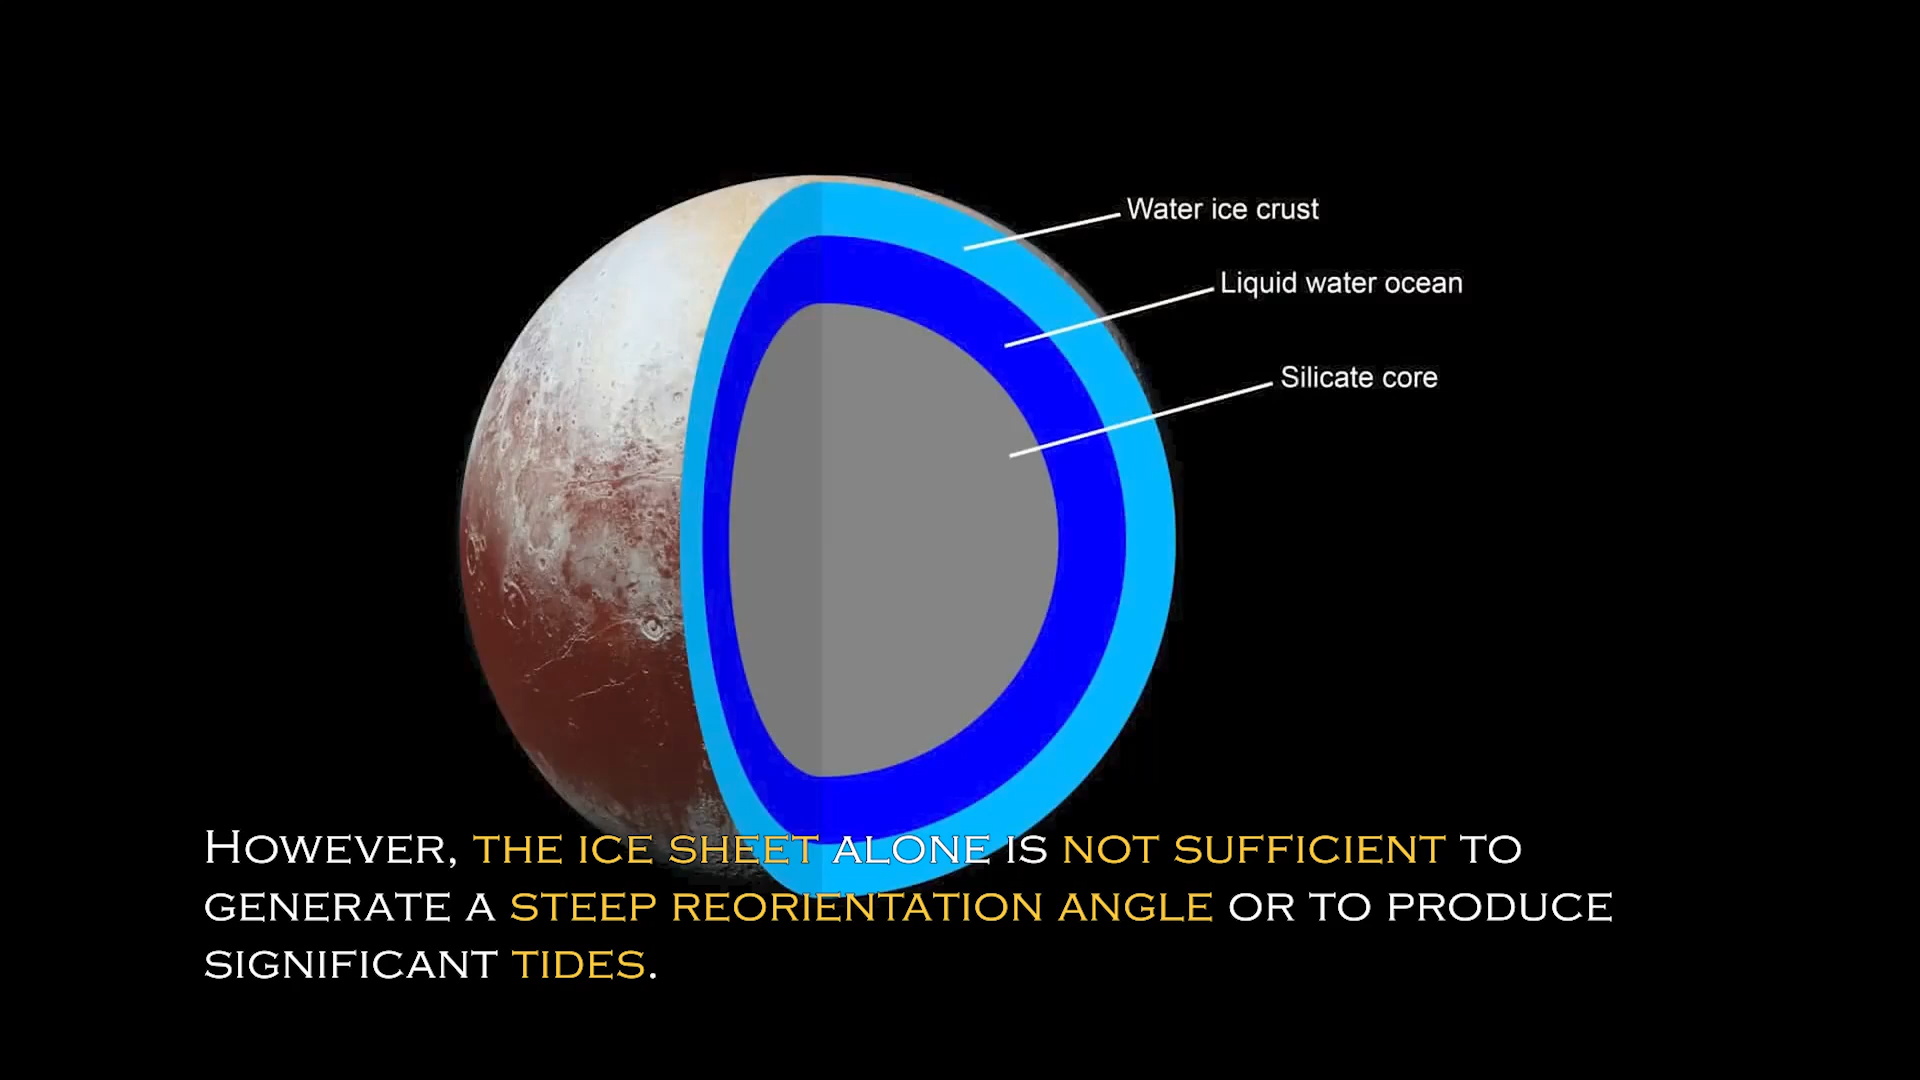 Water ice crust
Liquid water ocean
Silicate core
However, the ice sheet alone is not sufficient to
generate a steep reorientation angle or to produce
significant tides.